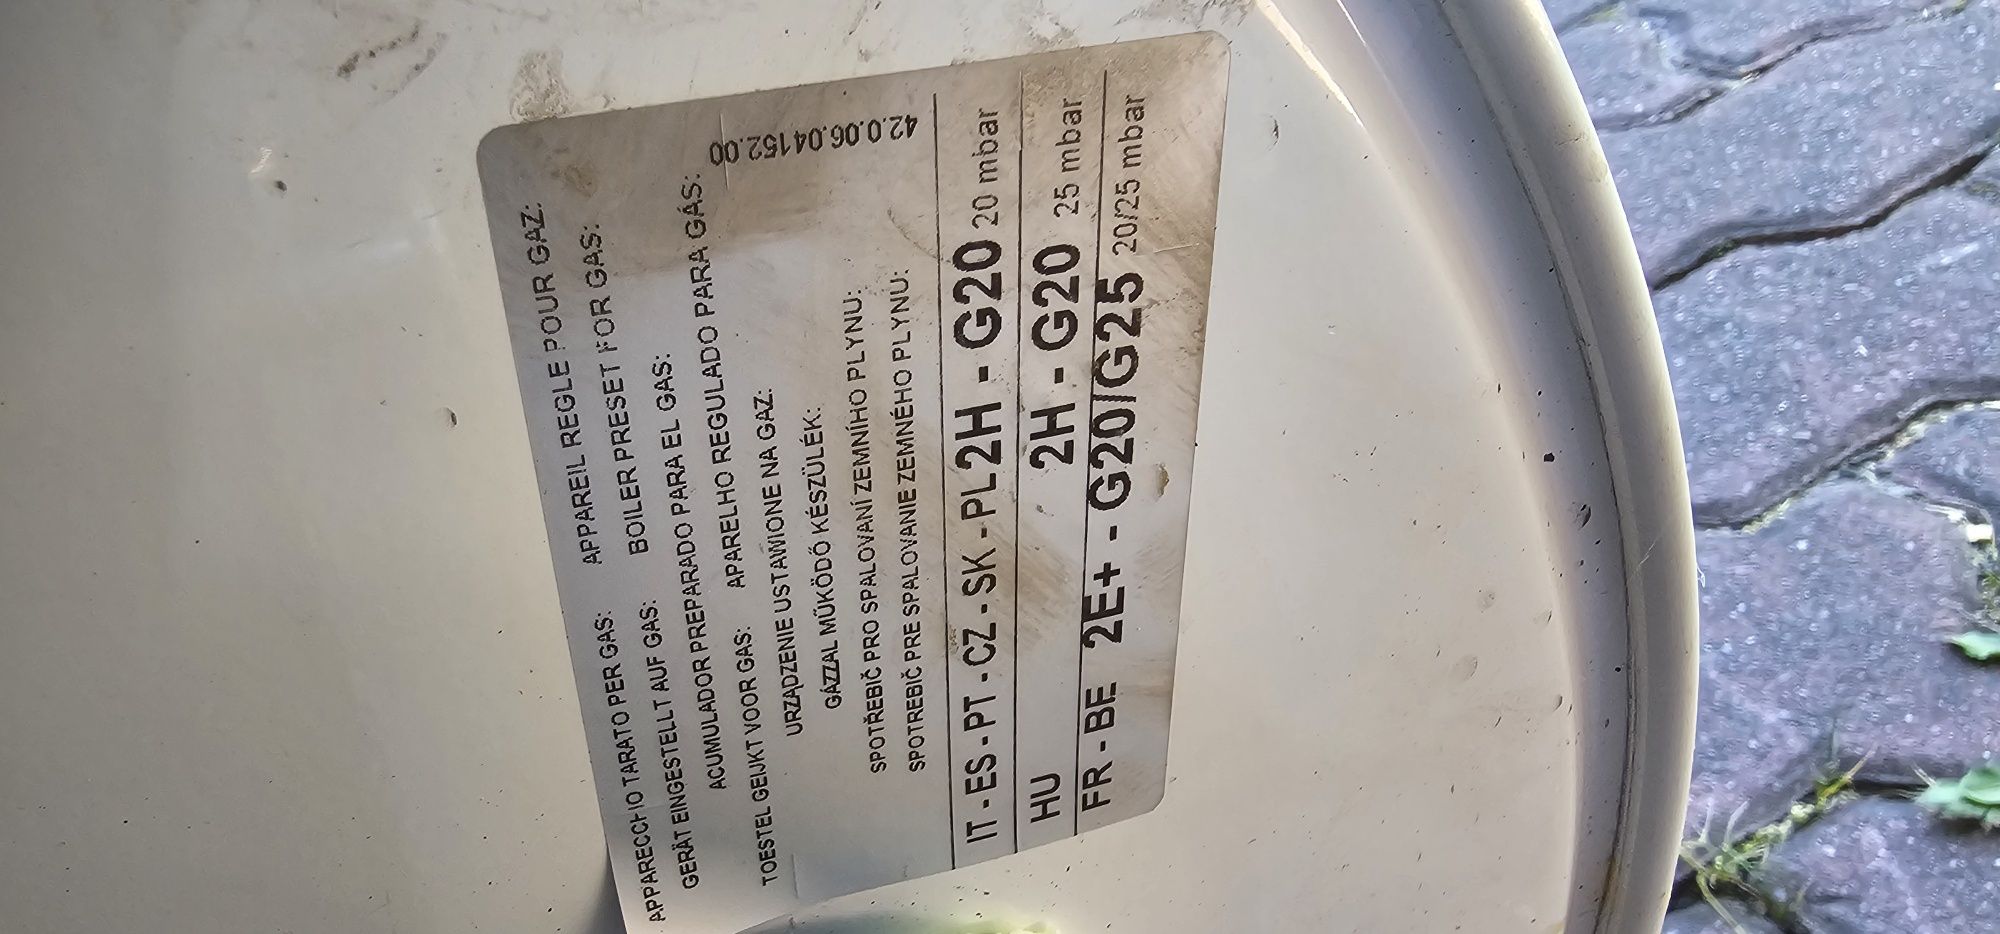 APPARECCHIO TARATO PER GAS: APPAREIL REGLE POUR GAZ:
GERÄT EINGESTELLT AUF GAS: BOILER PRESET FOR GAS:
ACUMULADOR PREPARADO PARA EL GAS:
TOESTEL GEIJKT VOOR GAS: APARELHO REGULADO PARA GÁS:
URZĄDZENIE USTAWIONE NA GAZ:
GÁZZAL MŰKÖDŐ KÉSZÜLÉK:
SPOTŘEBIČ PRO SPALOVANÍ ZEMNÍHO PLYNU:
SPOTREBIČ PRE SPALOVANIE ZEMNÉHO PLYNU:
42.0.06.04152.00
IT - ES - PT - CZ - SK - PL 2H - G20 20 mbar
HU 2H - G20 25 mbar
FR - BE 2E+ - G20/G25 20/25 mbar